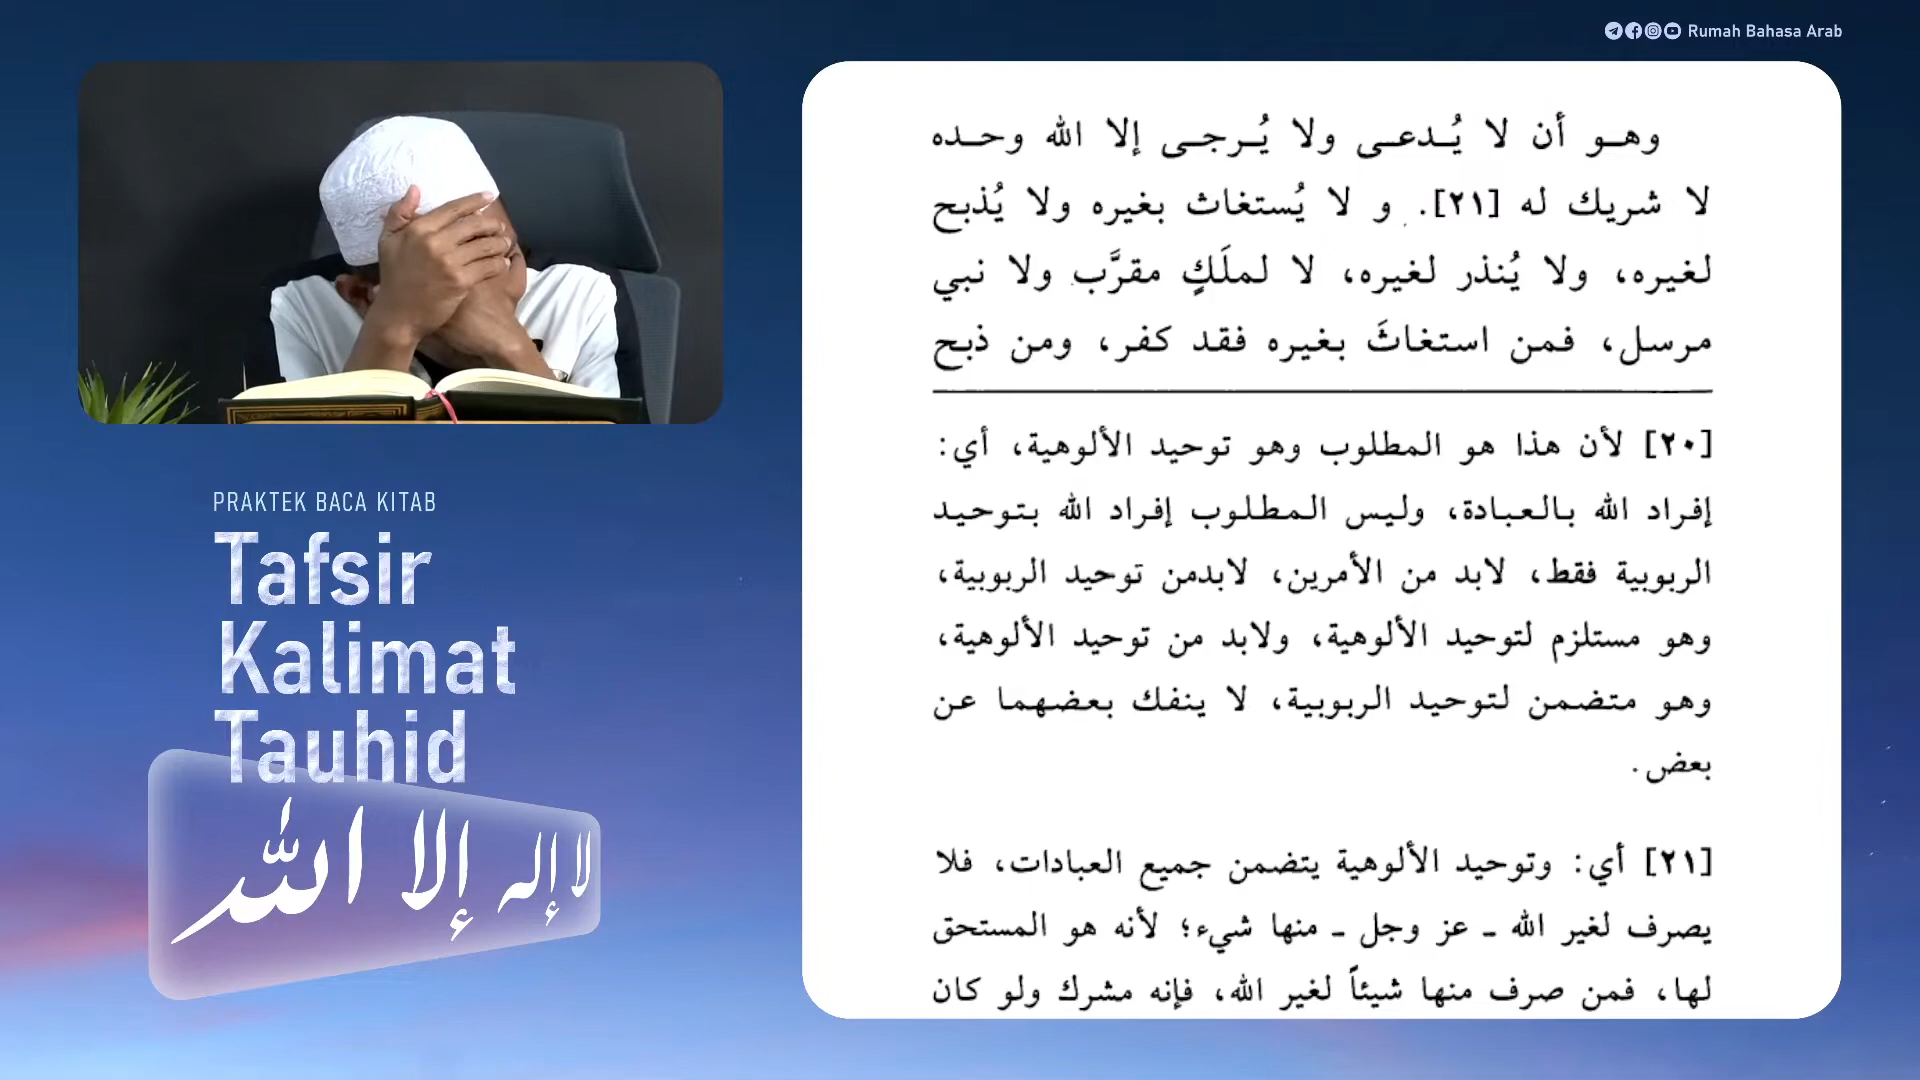 Rumah Bahasa Arab
PRAKTEK BACA KITAB
Tafsir
Kalimat
Tauhid
لا إله إلا الله
وهـو أن لا يُـدعـى ولا يُـرجـى إلا الله وحـده
لا شريك له [٢١]. و لا يُستغاث بغيره ولا يُذبح
لغيره، ولا يُنذر لغيره، لا لملَكٍ مقرَّب ولا نبي
مرسل، فمن استغاثَ بغيره فقد كفر، ومن ذبح
[٢٠] لأن هذا هو المطلوب وهو توحيد الألوهية، أي:
إفراد الله بالعبادة، وليس المطلوب إفراد الله بتوحيد
الربوبية فقط، لابد من الأمرين، لابدمن توحيد الربوبية،
وهو مستلزم لتوحيد الألوهية، ولابد من توحيد الألوهية،
وهو متضمن لتوحيد الربوبية، لا ينفك بعضهما عن
بعض.
[٢١] أي: وتوحيد الألوهية يتضمن جميع العبادات، فلا
يصرف لغير الله ـ عز وجل ـ منها شيء؛ لأنه هو المستحق
لها، فمن صرف منها شيئاً لغير الله، فإنه مشرك ولو كان